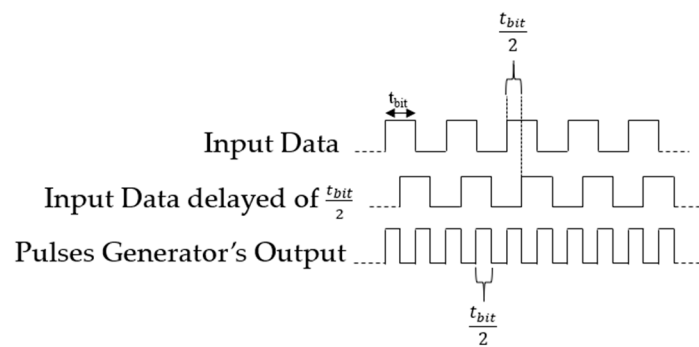 t_bit/2
t_bit
Input Data
Input Data delayed of t_bit/2
Pulses Generator's Output
t_bit/2